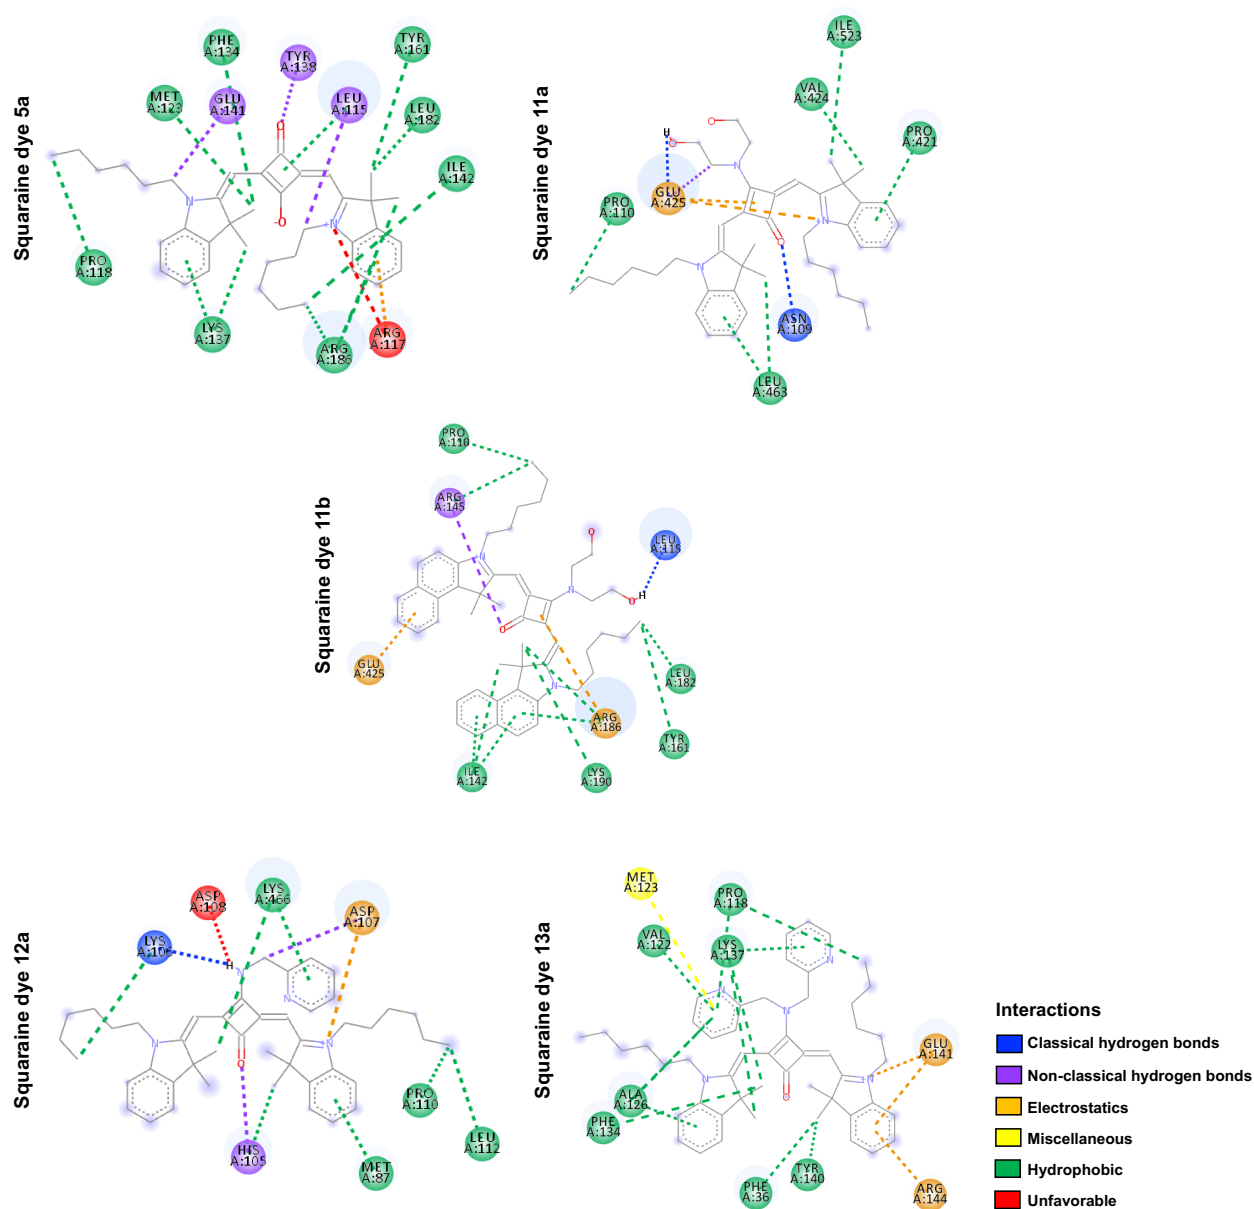 Squaraine dye 5a
PHE
A:134
TYR
A:138
TYR
A:161
MET
A:123
GLU
A:141
LEU
A:115
LEU
A:182
ILE
A:142
O
N
-O
+N
PRO
A:118
LYS
A:137
ARG
A:186
ARG
A:117
Squaraine dye 11a
ILE
A:523
VAL
A:424
PRO
A:421
H
O
O
N
GLU
A:425
PRO
A:110
N
+
O
N
ASN
A:109
LEU
A:463
Squaraine dye 11b
PRO
A:110
ARG
A:145
LEU
A:115
O
N+
N
O
H
O
N
GLU
A:425
LEU
A:182
ARG
A:186
TYR
A:161
ILE
A:142
LYS
A:190
Squaraine dye 12a
ASP
A:108
LYS
A:466
ASP
A:107
LYS
A:106
H
N
N
N
N
+
O
PRO
A:110
LEU
A:112
HIS
A:105
MET
A:87
Squaraine dye 13a
MET
A:123
PRO
A:118
VAL
A:122
LYS
A:137
N
N
N
N
N
+
O
GLU
A:141
ALA
A:126
PHE
A:134
PHE
A:36
TYR
A:140
ARG
A:144
Interactions
Classical hydrogen bonds
Non-classical hydrogen bonds
Electrostatics
Miscellaneous
Hydrophobic
Unfavorable